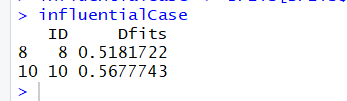 > influentialCase
   ID     Dfits
8   8 0.5181722
10 10 0.5677743
>